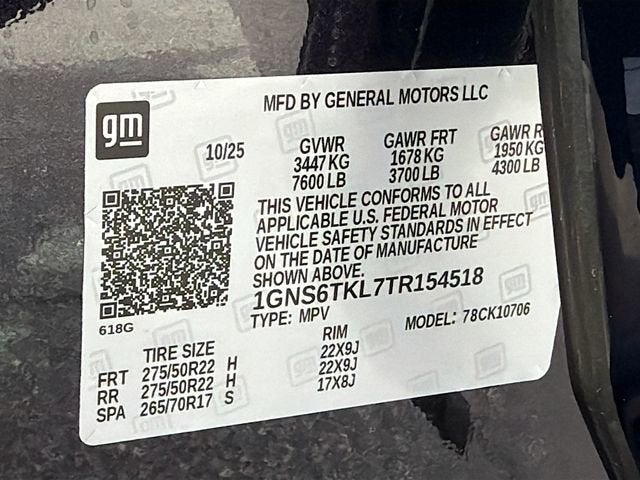 gm
MFD BY GENERAL MOTORS LLC
10/25 GVWR GAWR FRT GAWR R
3447 KG 1678 KG 1950 KG
7600 LB 3700 LB 4300 LB
THIS VEHICLE CONFORMS TO ALL
APPLICABLE U.S. FEDERAL MOTOR
VEHICLE SAFETY STANDARDS IN EFFECT
ON THE DATE OF MANUFACTURE
SHOWN ABOVE.
1GNS6TKL7TR154518
618G TYPE: MPV MODEL: 78CK10706
TIRE SIZE RIM
FRT 275/50R22 H 22X9J
RR 275/50R22 H 22X9J
SPA 265/70R17 S 17X8J